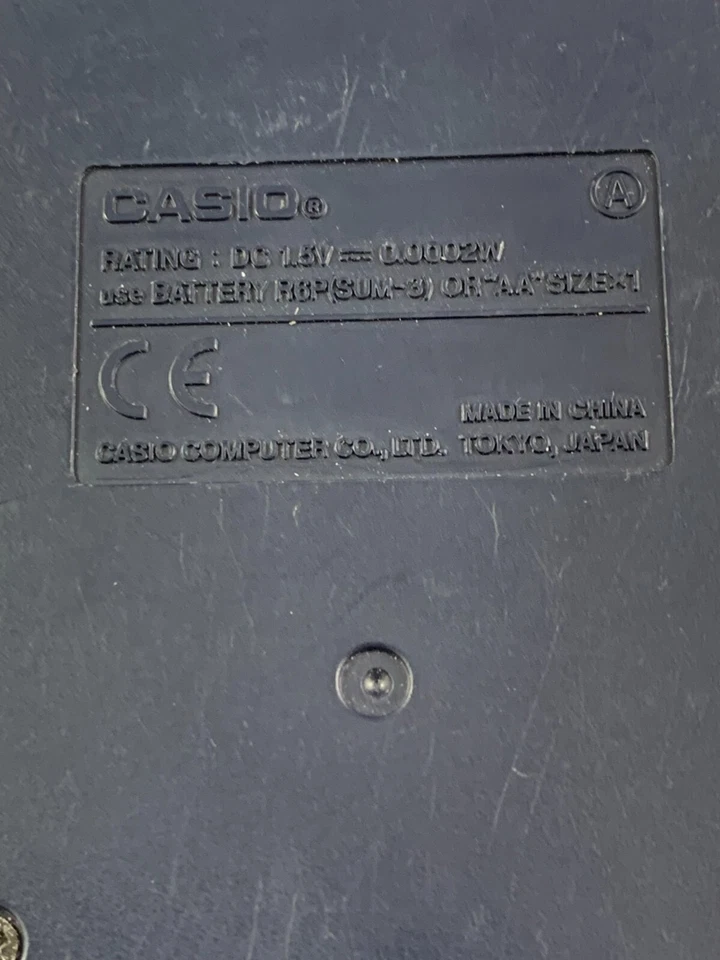 CASIO® Ⓐ
RATING : DC 1.5V ⎓ 0.0002W
use BATTERY R6P(SUM-3) OR "AA" SIZE×1
CE
MADE IN CHINA
CASIO COMPUTER CO., LTD. TOKYO, JAPAN